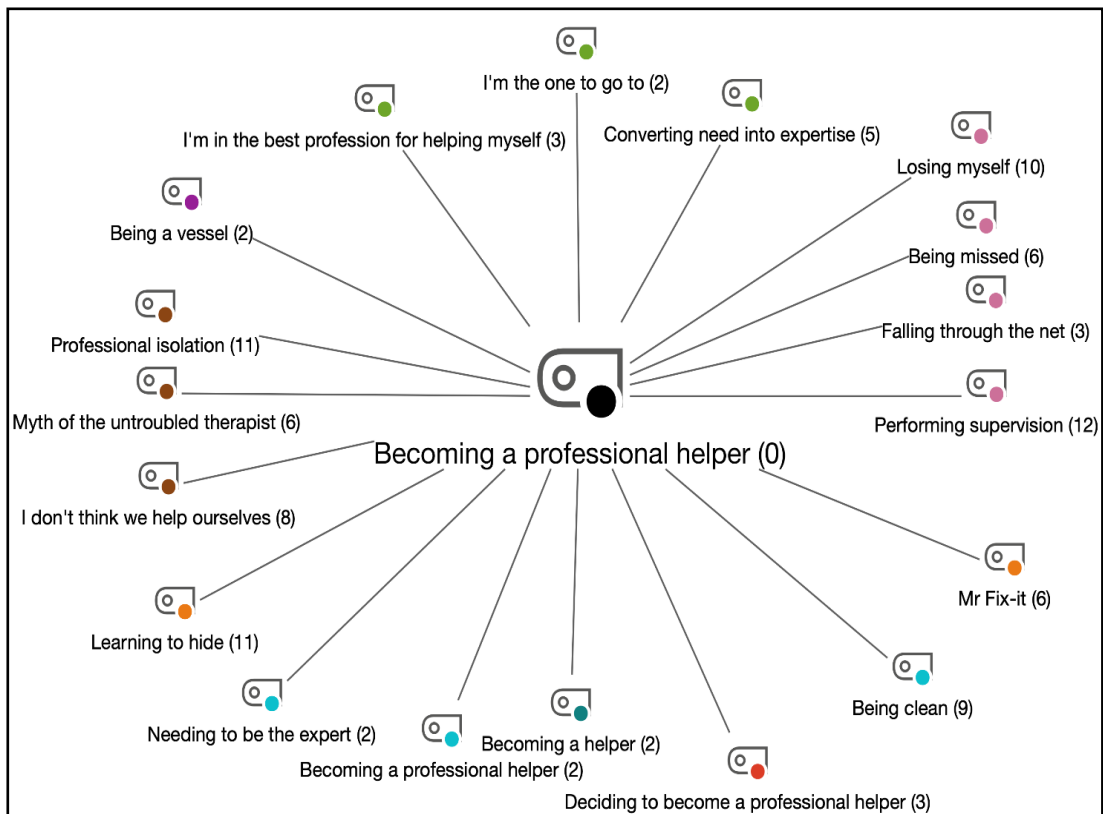 I'm the one to go to (2)
I'm in the best profession for helping myself (3)
Converting need into expertise (5)
Losing myself (10)
Being a vessel (2)
Being missed (6)
Professional isolation (11)
Falling through the net (3)
Myth of the untroubled therapist (6)
Performing supervision (12)
Becoming a professional helper (0)
I don't think we help ourselves (8)
Mr Fix-it (6)
Learning to hide (11)
Being clean (9)
Needing to be the expert (2)
Becoming a helper (2)
Becoming a professional helper (2)
Deciding to become a professional helper (3)